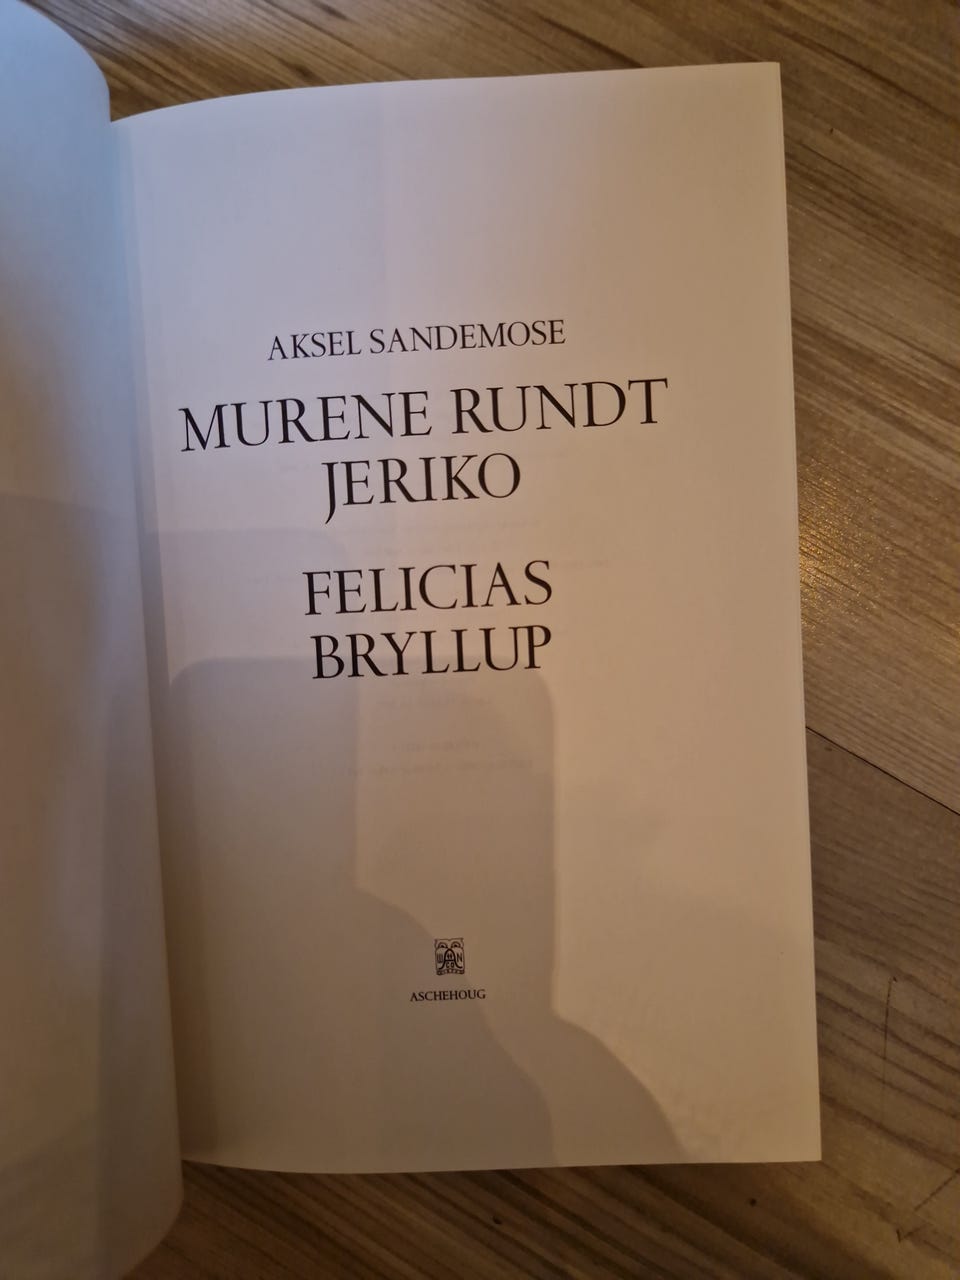 AKSEL SANDEMOSE
MURENE RUNDT
JERIKO
FELICIAS
BRYLLUP
ASCHEHOUG